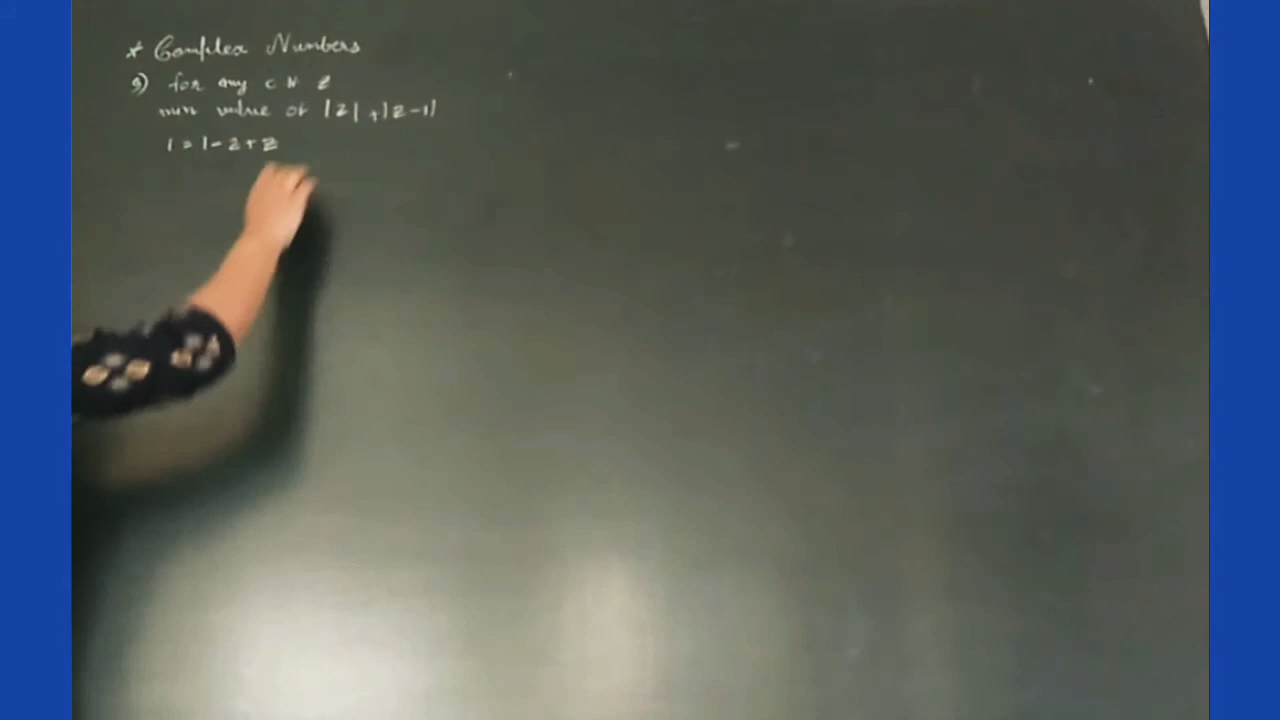 * Complex Numbers
9) for any c N z
min value of |z| + |z-1|
1 = 1 - z + z